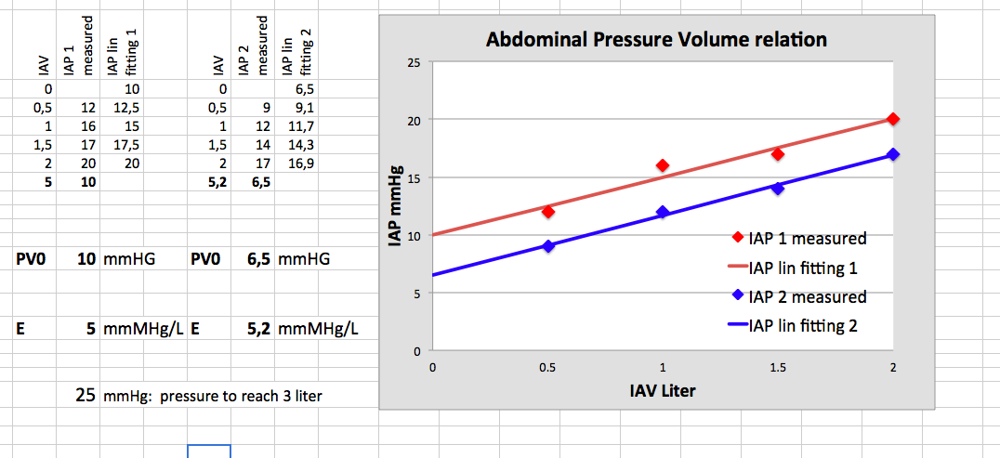 IAV IAP 1 measured IAP lin fitting 1 IAV IAP 2 measured IAP lin fitting 2
0 10 0 6,5
0,5 12 12,5 0,5 9 9,1
1 16 15 1 12 11,7
1,5 17 17,5 1,5 14 14,3
2 20 20 2 17 16,9
5 10 5,2 6,5
PV0 10 mmHG PV0 6,5 mmHG
E 5 mmMHg/L E 5,2 mmMHg/L
25 mmHg: pressure to reach 3 liter
Abdominal Pressure Volume relation
IAP mmHg
25
20
15
10
5
0
0 0.5 1 1.5 2
IAV Liter
IAP 1 measured
IAP lin fitting 1
IAP 2 measured
IAP lin fitting 2